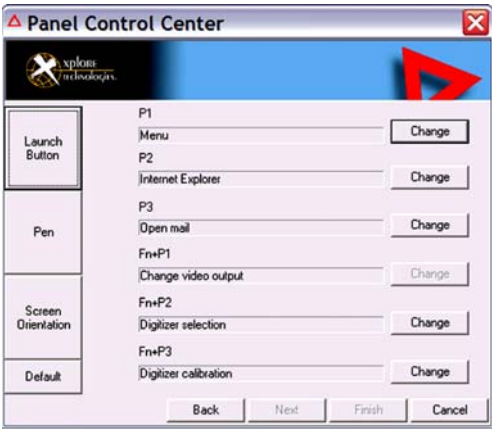 Panel Control Center
Xplore
Technologies.
Launch
Button
Pen
Screen
Orientation
Default
P1
Menu
Change
P2
Internet Explorer
Change
P3
Open mail
Change
Fn+P1
Change video output
Change
Fn+P2
Digitizer selection
Change
Fn+P3
Digitizer calibration
Change
Back
Next
Finish
Cancel